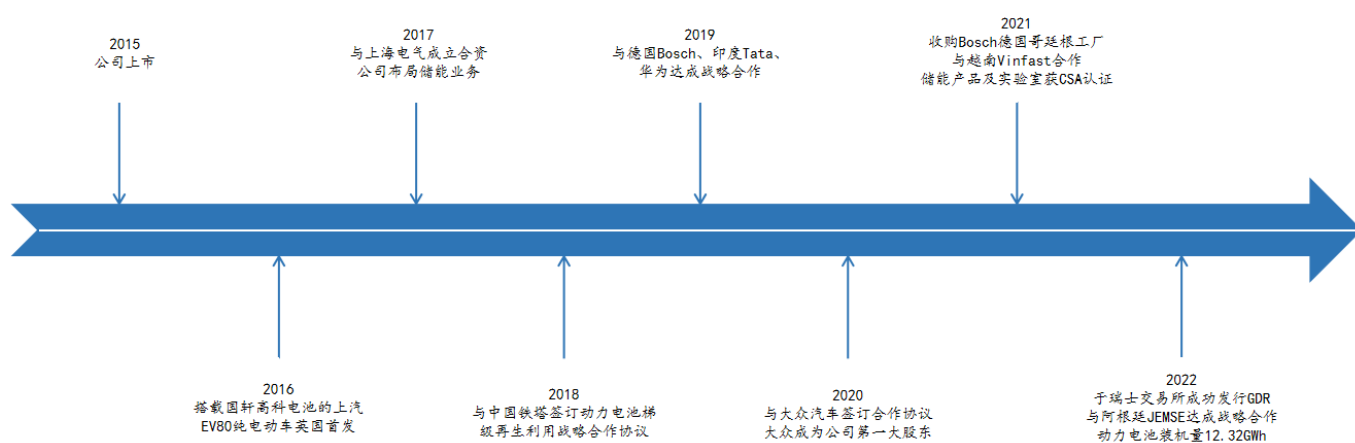 2015
公司上市
2017
与上海电气成立合资
公司布局储能业务
2019
与德国Bosch、印度Tata、
华为达成战略合作
2021
收购Bosch德国哥廷根工厂
与越南Vinfast合作
储能产品及实验室获CSA认证
2016
搭载国轩高科电池的上汽
EV80纯电动车英国首发
2018
与中国铁塔签订动力电池梯
级再生利用战略合作协议
2020
与大众汽车签订合作协议
大众成为公司第一大股东
2022
于瑞士交易所成功发行GDR
与阿根廷JEMSE达成战略合作
动力电池装机量12.32GWh